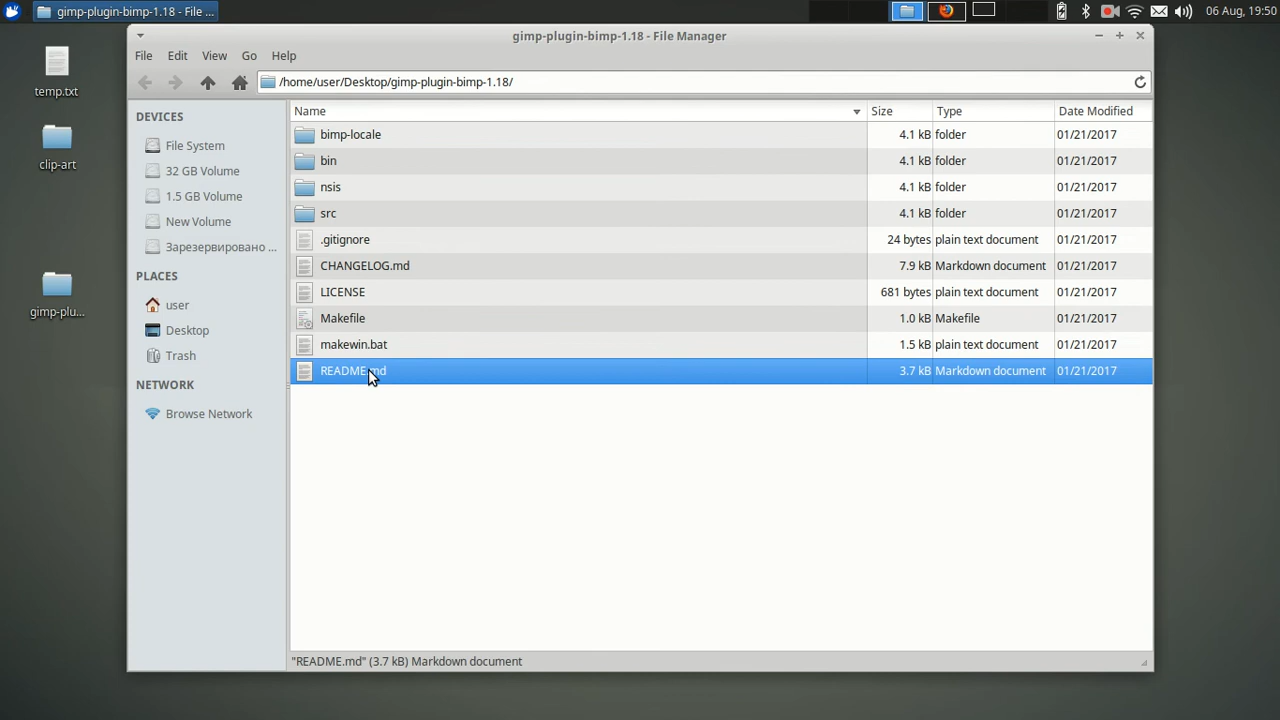 gimp-plugin-bimp-1.18 - File ...
06 Aug, 19:50
temp.txt
clip-art
gimp-plu...
gimp-plugin-bimp-1.18 - File Manager
File Edit View Go Help
/home/user/Desktop/gimp-plugin-bimp-1.18/
DEVICES
File System
32 GB Volume
1.5 GB Volume
New Volume
Зарезервировано ...
PLACES
user
Desktop
Trash
NETWORK
Browse Network
Name Size Type Date Modified
bimp-locale 4.1 kB folder 01/21/2017
bin 4.1 kB folder 01/21/2017
nsis 4.1 kB folder 01/21/2017
src 4.1 kB folder 01/21/2017
.gitignore 24 bytes plain text document 01/21/2017
CHANGELOG.md 7.9 kB Markdown document 01/21/2017
LICENSE 681 bytes plain text document 01/21/2017
Makefile 1.0 kB Makefile 01/21/2017
makewin.bat 1.5 kB plain text document 01/21/2017
README.md 3.7 kB Markdown document 01/21/2017
"README.md" (3.7 kB) Markdown document